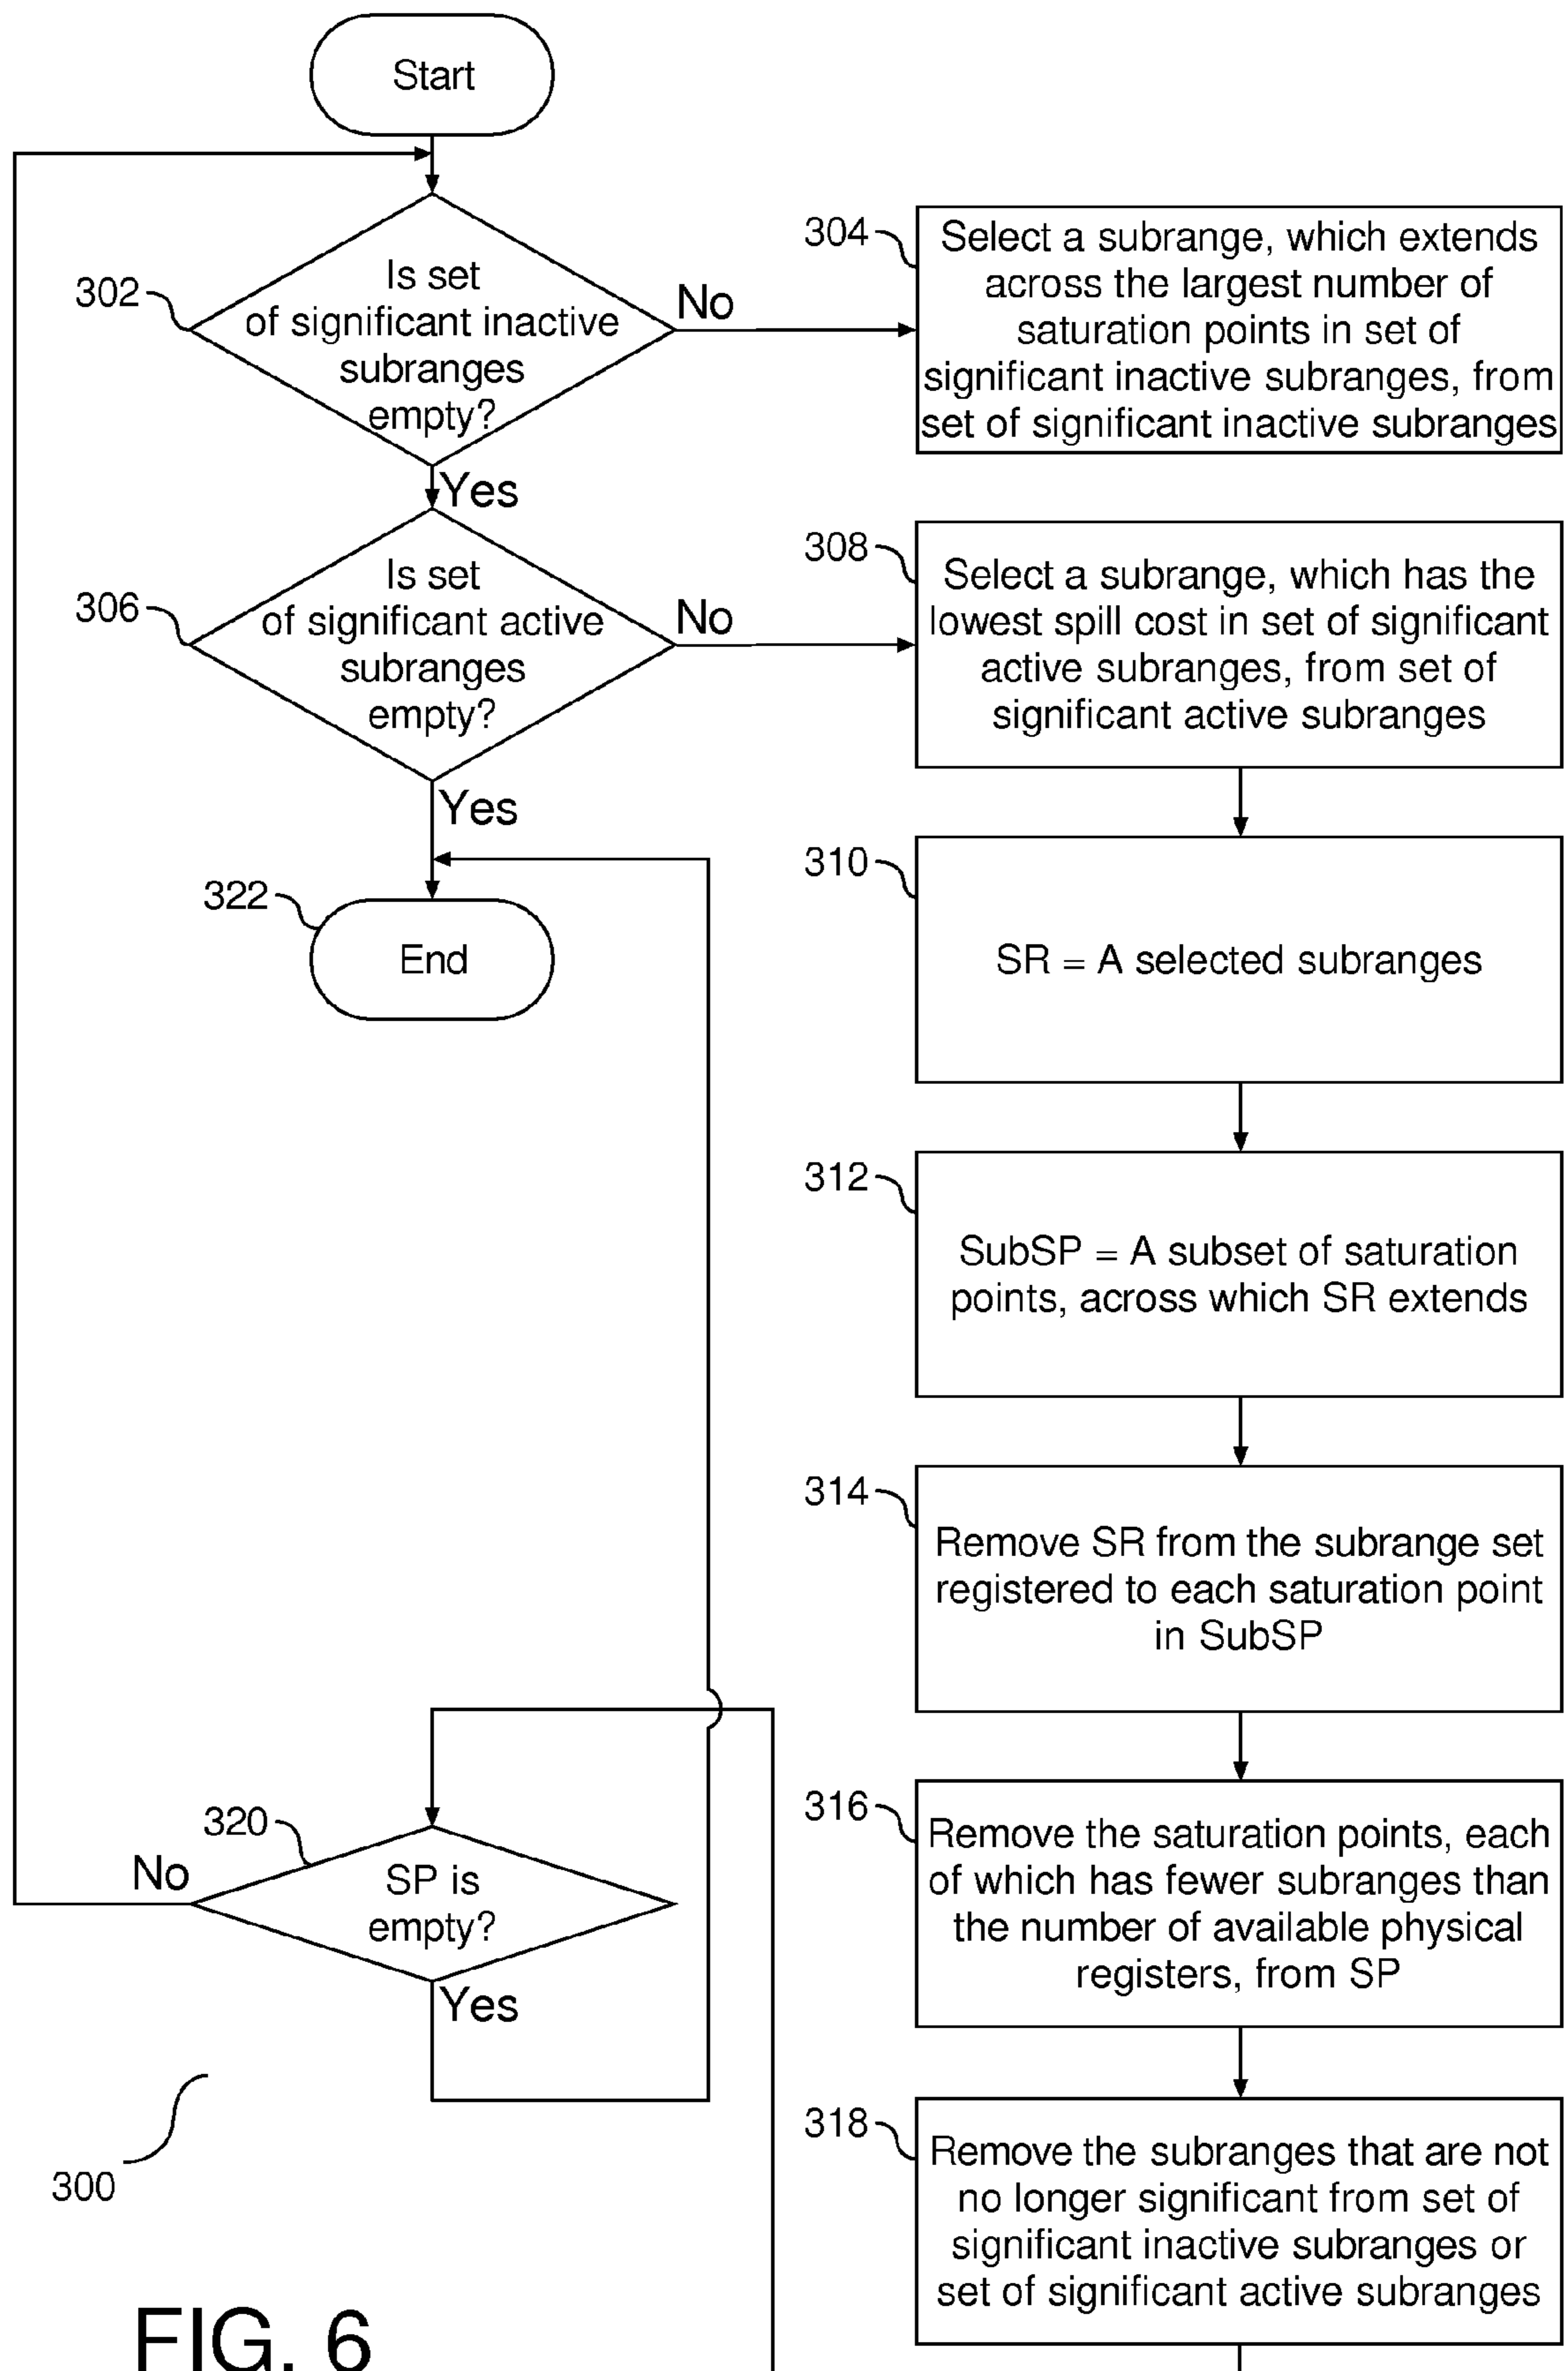 Start
302
Is set
of significant inactive
subranges
empty?
No
Yes
304
Select a subrange, which extends
across the largest number of
saturation points in set of
significant inactive subranges, from
set of significant inactive subranges
306
Is set
of significant active
subranges
empty?
No
Yes
308
Select a subrange, which has the
lowest spill cost in set of significant
active subranges, from set of
significant active subranges
322
End
310
SR = A selected subranges
312
SubSP = A subset of saturation
points, across which SR extends
314
Remove SR from the subrange set
registered to each saturation point
in SubSP
316
Remove the saturation points, each
of which has fewer subranges than
the number of available physical
registers, from SP
318
Remove the subranges that are not
no longer significant from set of
significant inactive subranges or
set of significant active subranges
320
SP is
empty?
No
Yes
300
FIG. 6